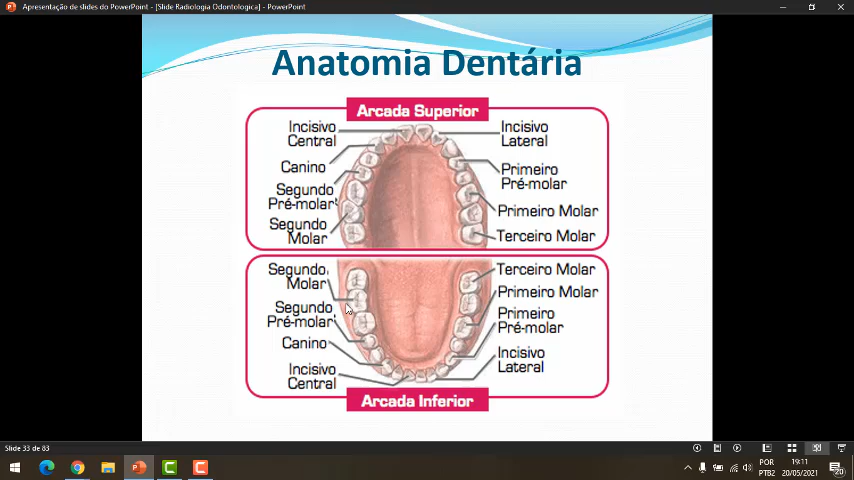 Apresentação de slides do PowerPoint - [Slide Radiologia Odontologica] - PowerPoint
Anatomia Dentária
Arcada Superior
Incisivo
Central
Canino
Segundo
Pré-molar
Segundo
Molar
Incisivo
Lateral
Primeiro
Pré-molar
Primeiro Molar
Terceiro Molar
Segundo
Molar
Segundo
Pré-molar
Canino
Incisivo
Central
Terceiro Molar
Primeiro Molar
Primeiro
Pré-molar
Incisivo
Lateral
Arcada Inferior
Slide 33 de 83
POR
PTB2
19:11
20/05/2021
20